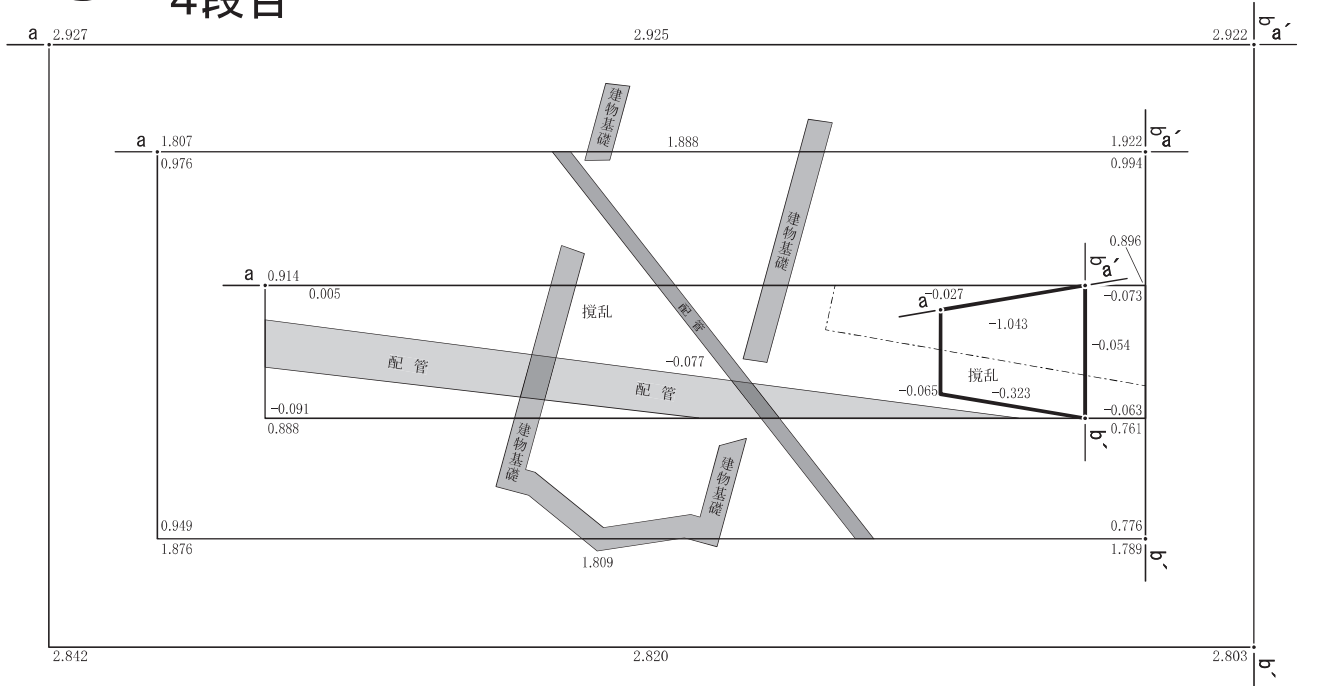 4段目
b
a 2.927 2.925 2.922 a′
a 1.807 1.888 1.922 b a′
0.976 0.994
建物基礎
建物基礎
0.896
a 0.914 b a′
0.005 搅乱 配管 a −0.027 −0.073
−1.043
−0.054
配管 −0.077
配管 搅乱
−0.065 −0.323
−0.091 −0.063
0.888 0.761
b′
建物基礎
建物基礎
0.949 0.776
1.876 1.809 1.789 b′
2.842 2.820 2.803 b′